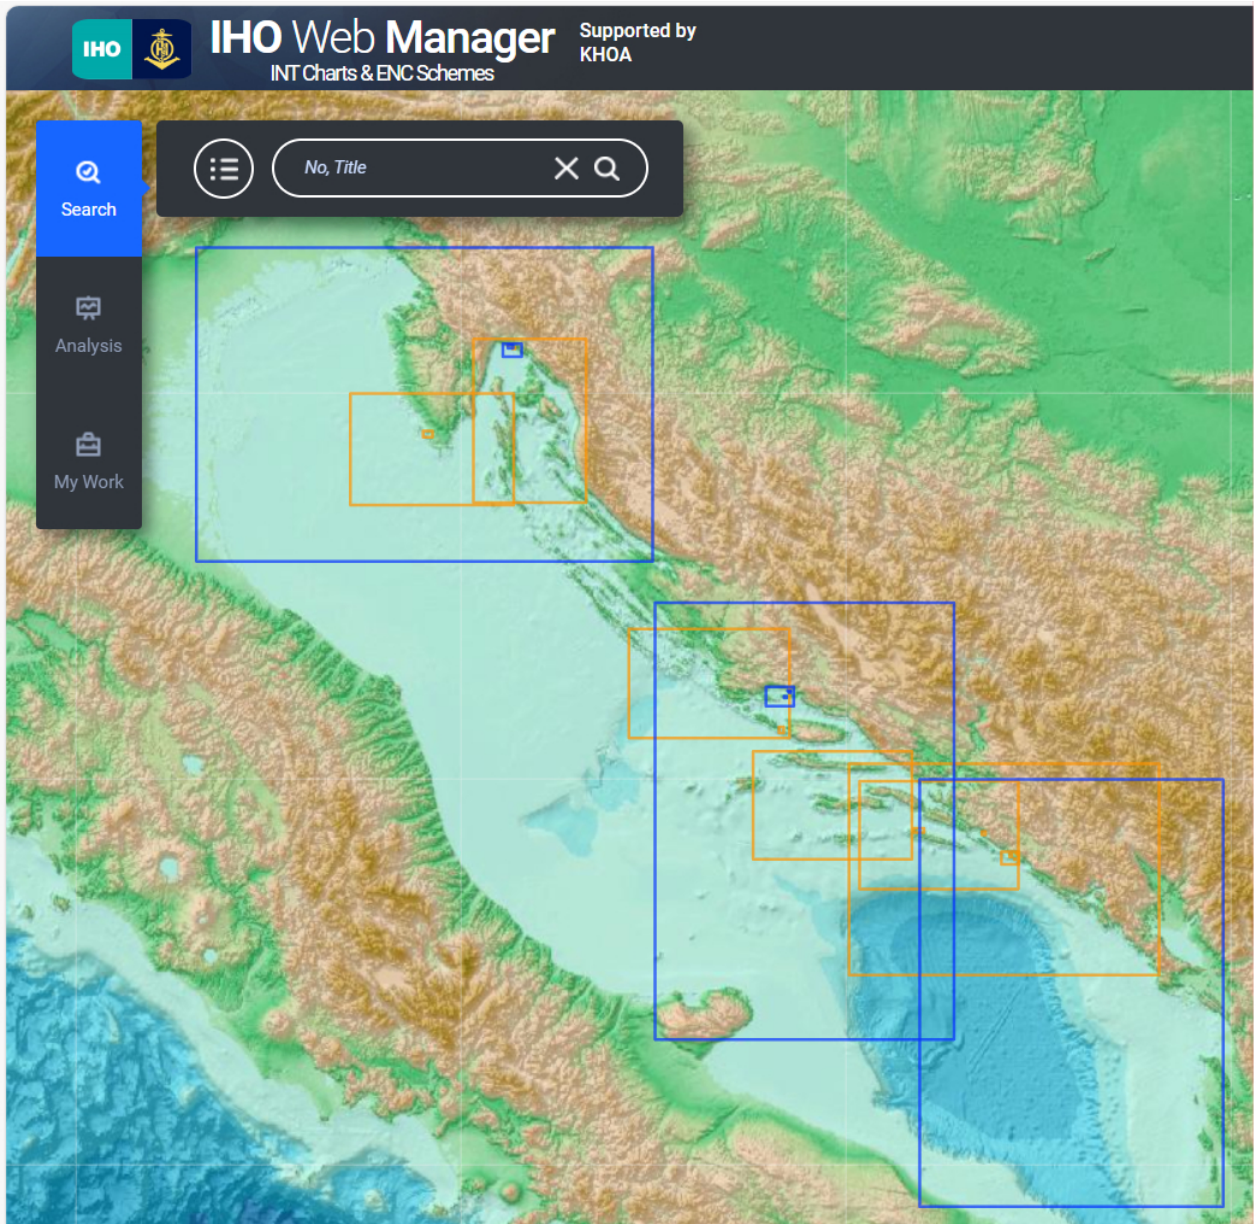 IHO
IHO Web Manager
INT Charts & ENC Schemes
Supported by
KHOA
Search
No, Title
Analysis
My Work